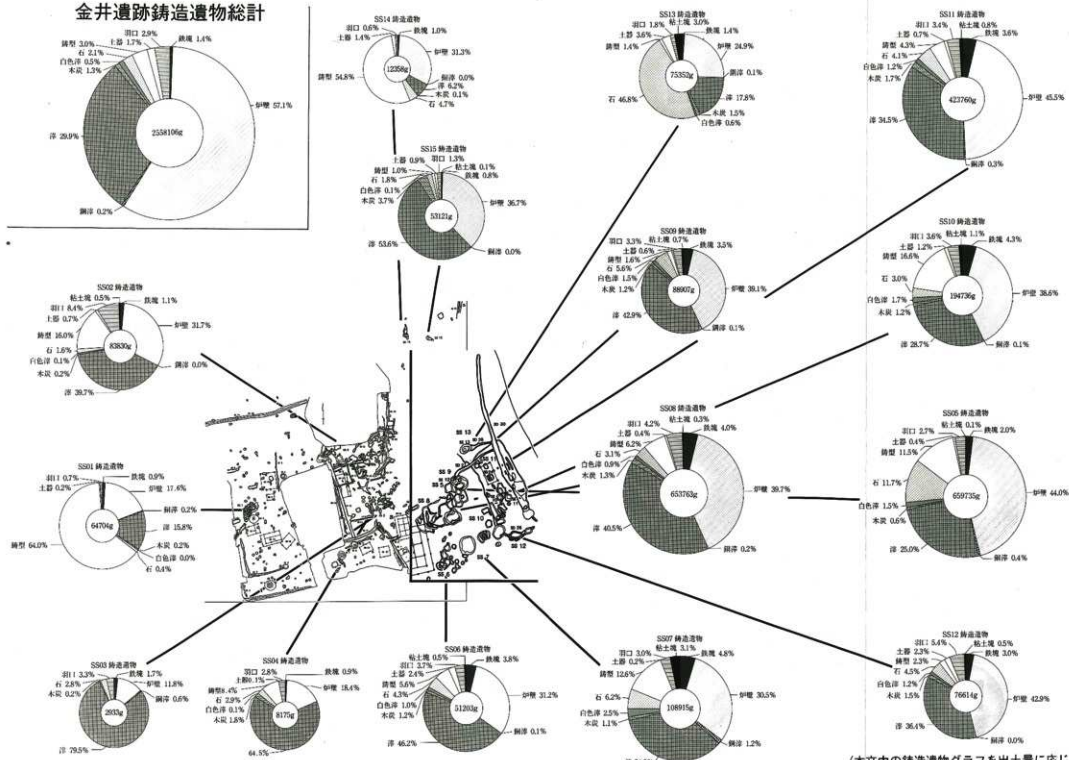 金井遺跡鋳造遺物総計
羽口 2.9%
鉄塊 1.4%
土器 1.7%
鋳型 3.0%
石 2.1%
白色滓 0.5%
木炭 1.3%
炉壁 57.1%
滓 29.9%
2558106g
銅滓 0.2%
SS14 鋳造遺物
羽口 0.6%
鉄塊 1.0%
土器 1.4%
炉壁 31.3%
鋳型 54.8%
12358g
銅滓 0.0%
滓 6.2%
木炭 0.1%
石 4.7%
SS13 鋳造遺物
羽口 1.8%
粘土塊 3.0%
土器 3.6%
鉄塊 1.4%
鋳型 1.4%
炉壁 24.9%
75352g
銅滓 0.1%
石 46.8%
滓 17.8%
木炭 1.5%
白色滓 0.6%
SS11 鋳造遺物
羽口 3.4%
粘土塊 0.8%
土器 0.7%
鉄塊 3.6%
鋳型 4.3%
石 4.1%
白色滓 1.2%
木炭 1.7%
423760g
炉壁 45.5%
滓 34.5%
銅滓 0.3%
SS15 鋳造遺物
羽口 1.3%
土器 0.9%
粘土塊 0.1%
鋳型 1.0%
鉄塊 0.8%
石 1.8%
白色滓 0.1%
木炭 3.7%
炉壁 36.7%
53121g
滓 53.6%
銅滓 0.0%
SS09 鋳造遺物
羽口 3.3%
粘土塊 0.7%
土器 0.6%
鉄塊 3.5%
鋳型 1.6%
石 5.6%
白色滓 1.5%
木炭 1.2%
炉壁 39.1%
88907g
滓 42.9%
銅滓 0.1%
SS10 鋳造遺物
羽口 3.6%
粘土塊 1.1%
土器 1.2%
鉄塊 4.3%
鋳型 16.6%
石 3.0%
白色滓 1.7%
木炭 1.2%
194736g
炉壁 38.6%
滓 28.7%
銅滓 0.1%
SS02 鋳造遺物
粘土塊 0.5%
鉄塊 1.1%
羽口 8.4%
土器 0.7%
鋳型 16.0%
炉壁 31.7%
83830g
石 1.6%
白色滓 0.1%
木炭 0.2%
銅滓 0.0%
滓 39.7%
SS08 鋳造遺物
羽口 4.2%
粘土塊 0.3%
土器 0.4%
鉄塊 4.0%
鋳型 6.2%
石 3.1%
白色滓 0.9%
木炭 1.3%
653763g
炉壁 39.7%
滓 40.5%
銅滓 0.2%
SS05 鋳造遺物
羽口 2.7%
粘土塊 0.1%
土器 0.4%
鉄塊 2.0%
鋳型 11.5%
石 11.7%
白色滓 1.5%
木炭 0.6%
659735g
炉壁 44.0%
滓 25.0%
銅滓 0.4%
SS01 鋳造遺物
羽口 0.7%
鉄塊 0.9%
土器 0.2%
炉壁 17.6%
銅滓 0.2%
64704g
滓 15.8%
鋳型 64.0%
木炭 0.2%
白色滓 0.0%
石 0.4%
SS 13
SS 11
SS 9
SS 8
SS 10
SS 12
SS 7
SS 6
SS03 鋳造遺物
羽口 3.3%
鉄塊 1.7%
石 2.8%
炉壁 11.8%
木炭 0.2%
銅滓 0.6%
2933g
滓 79.5%
SS04 鋳造遺物
羽口 2.8%
鉄塊 0.9%
鋳型 8.4%
炉壁 18.4%
石 2.9%
白色滓 0.1%
木炭 1.8%
8175g
64.5%
SS06 鋳造遺物
粘土塊 0.5%
鉄塊 3.8%
羽口 3.7%
土器 2.4%
鋳型 5.6%
石 4.3%
白色滓 1.0%
木炭 1.2%
51203g
炉壁 31.2%
銅滓 0.1%
滓 46.2%
SS07 鋳造遺物
羽口 3.0%
粘土塊 3.1%
土器 0.2%
鉄塊 4.8%
鋳型 12.6%
石 6.2%
白色滓 2.5%
木炭 1.1%
108915g
炉壁 30.5%
銅滓 1.2%
SS12 鋳造遺物
羽口 5.4%
粘土塊 0.5%
土器 2.3%
鉄塊 3.0%
鋳型 2.3%
石 4.5%
白色滓 1.2%
木炭 1.5%
76614g
炉壁 42.9%
滓 36.4%
銅滓 0.0%